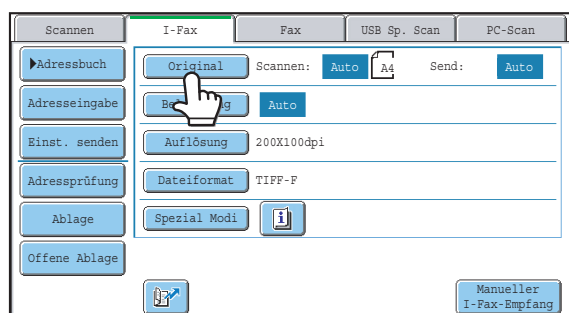 Scannen I-Fax Fax USB Sp. Scan PC-Scan
Adressbuch Original Scannen: Auto A4 Send: Auto
Adresseingabe Auto
Einst. senden Auflösung 200X100dpi
Adressprüfung Dateiformat TIFF-F
Ablage Spezial Modi
Offene Ablage
Manueller
I-Fax-Empfang